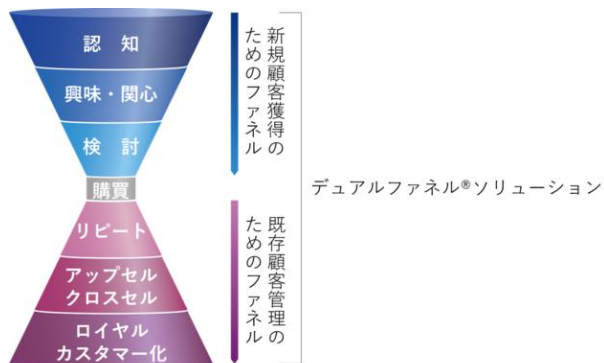 認　知
興味・関心
検　討
購買
リピート
アップセル
クロスセル
ロイヤル
カスタマー化
新規顧客獲得の
ためのファネル
既存顧客管理の
ためのファネル
デュアルファネル®ソリューション